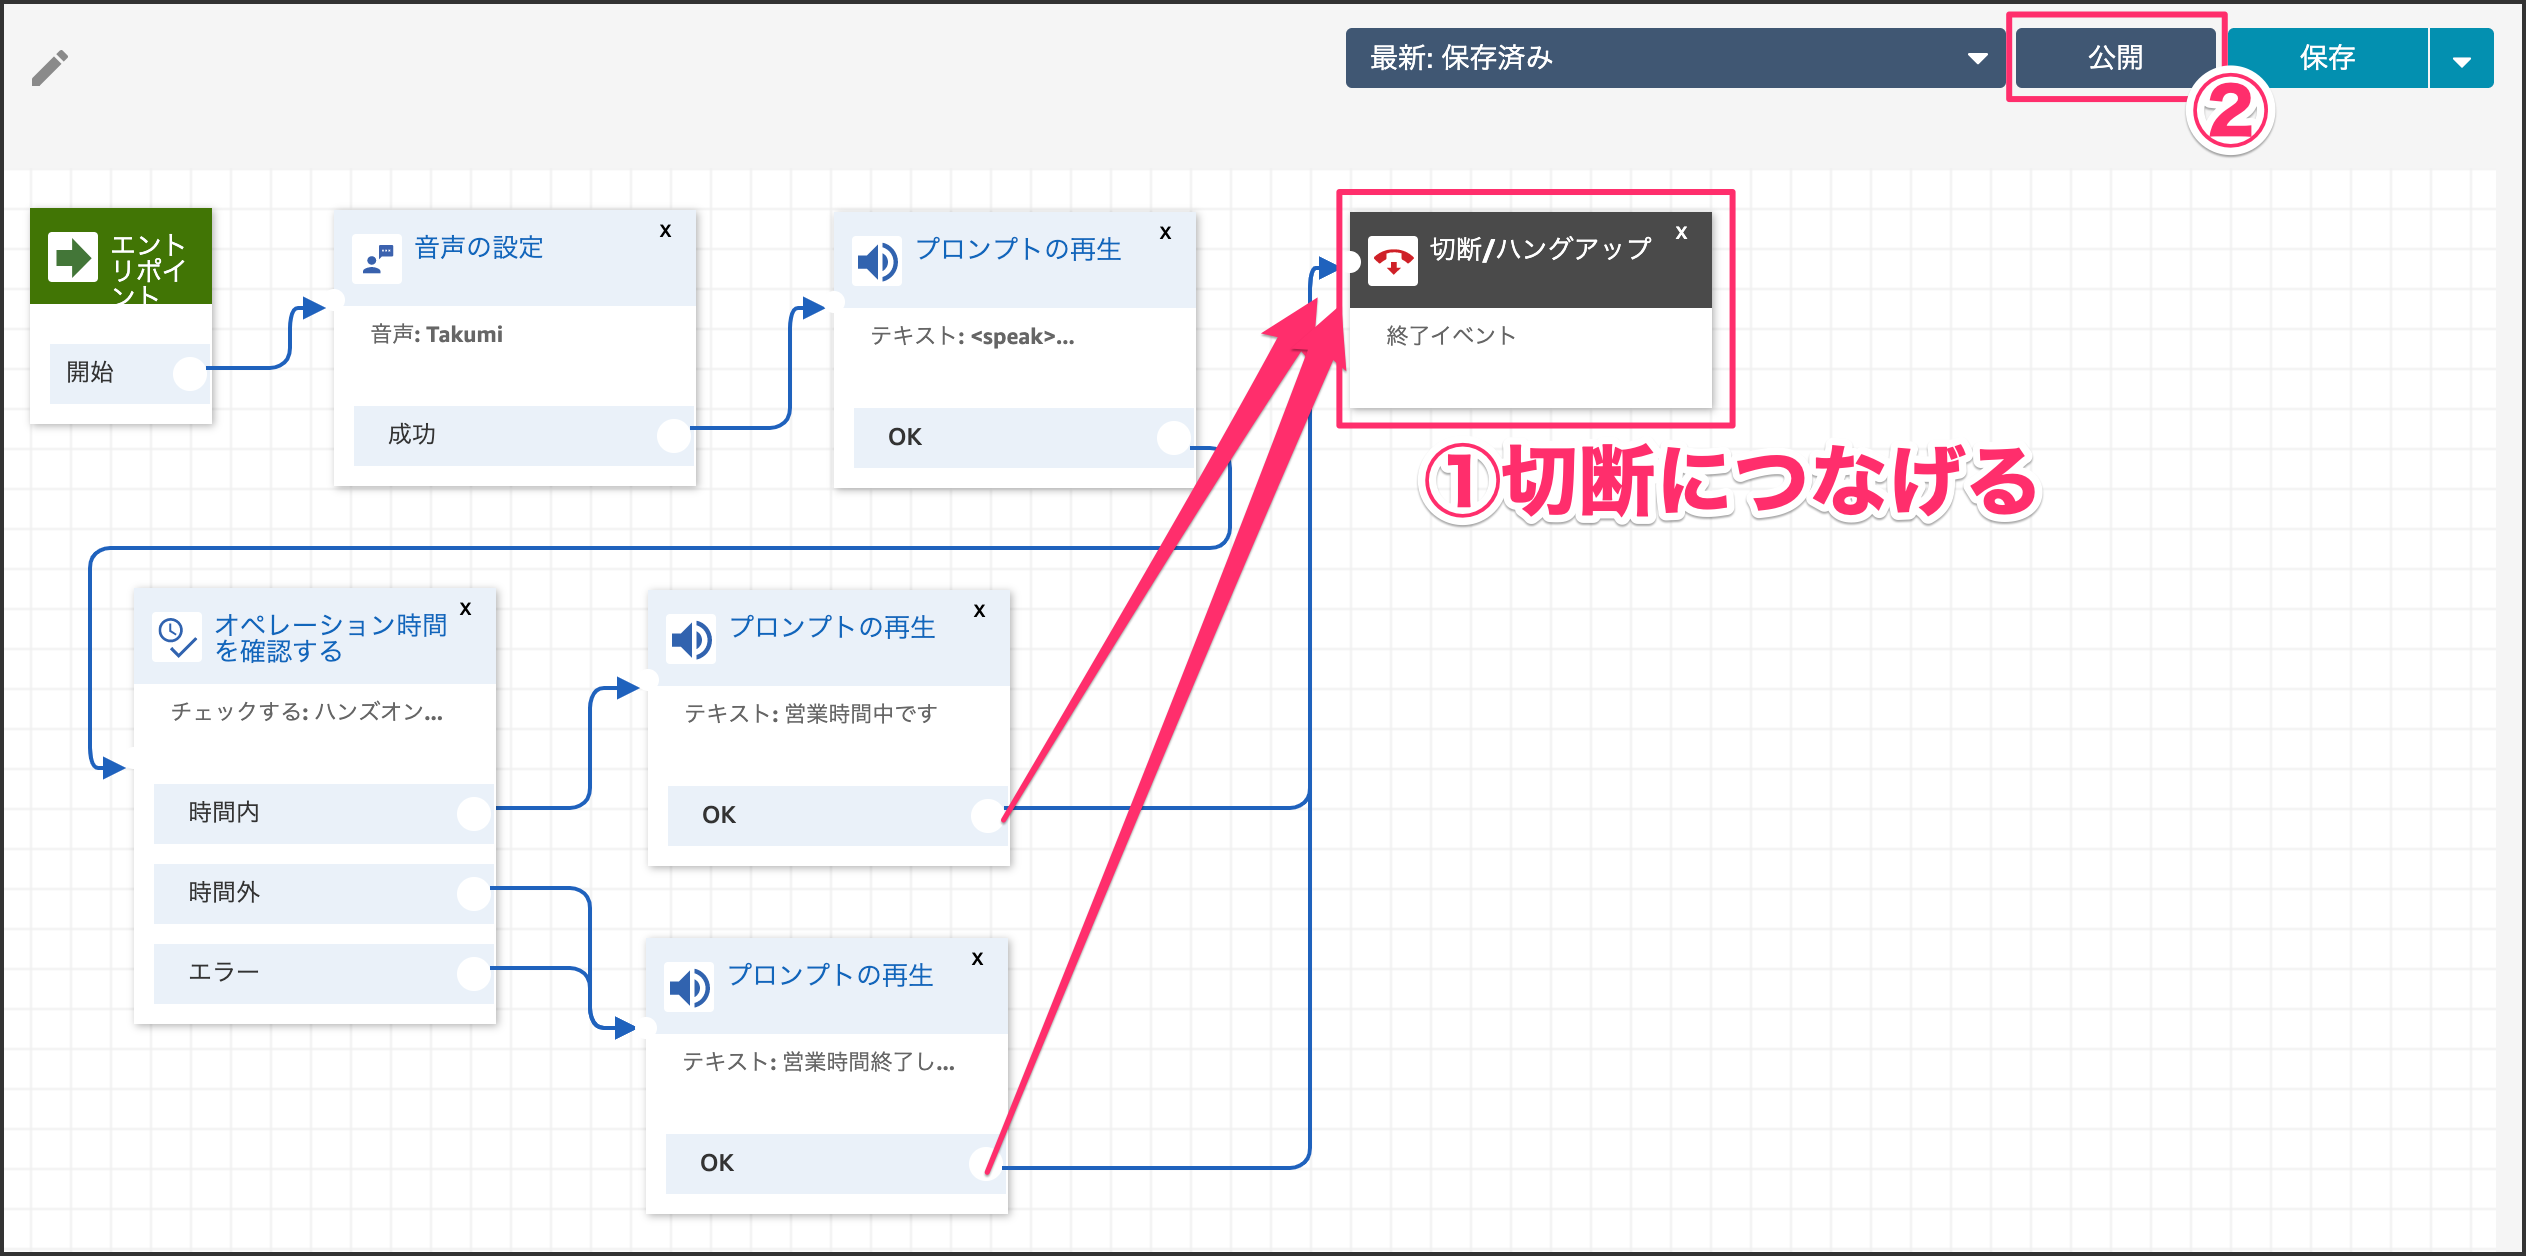 最新: 保存済み
公開
保存
②
エント
リポイ
ント
開始
音声の設定
x
音声: Takumi
成功
プロンプトの再生
x
テキスト: <speak>...
OK
切断/ハングアップ
x
終了イベント
①切断につなげる
オペレーション時間
を確認する
x
チェックする: ハンズオン...
時間内
時間外
エラー
プロンプトの再生
x
テキスト: 営業時間中です
OK
プロンプトの再生
x
テキスト: 営業時間終了し...
OK